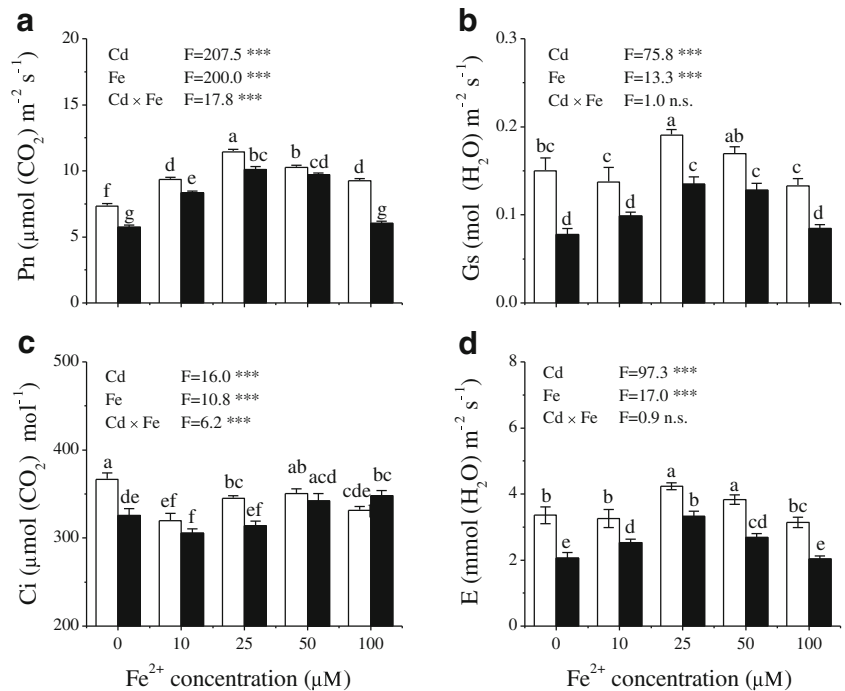 a
20
15
10
5
0
Pn (µmol (CO₂) m⁻² s⁻¹)
Cd F=207.5 ***
Fe F=200.0 ***
Cd × Fe F=17.8 ***
f g d e a bc b cd d g
b
0.3
0.2
0.1
0.0
Gs (mol (H₂O) m⁻² s⁻¹)
Cd F=75.8 ***
Fe F=13.3 ***
Cd × Fe F=1.0 n.s.
bc d c d a c ab c c d
c
500
400
300
200
Ci (µmol (CO₂) mol⁻¹)
Cd F=16.0 ***
Fe F=10.8 ***
Cd × Fe F=6.2 ***
a de ef f bc ef ab acd cde bc
0 10 25 50 100
Fe²⁺ concentration (µM)
d
8
6
4
2
0
E (mmol (H₂O) m⁻² s⁻¹)
Cd F=97.3 ***
Fe F=17.0 ***
Cd × Fe F=0.9 n.s.
b e b d a c a cd bc e
0 10 25 50 100
Fe²⁺ concentration (µM)